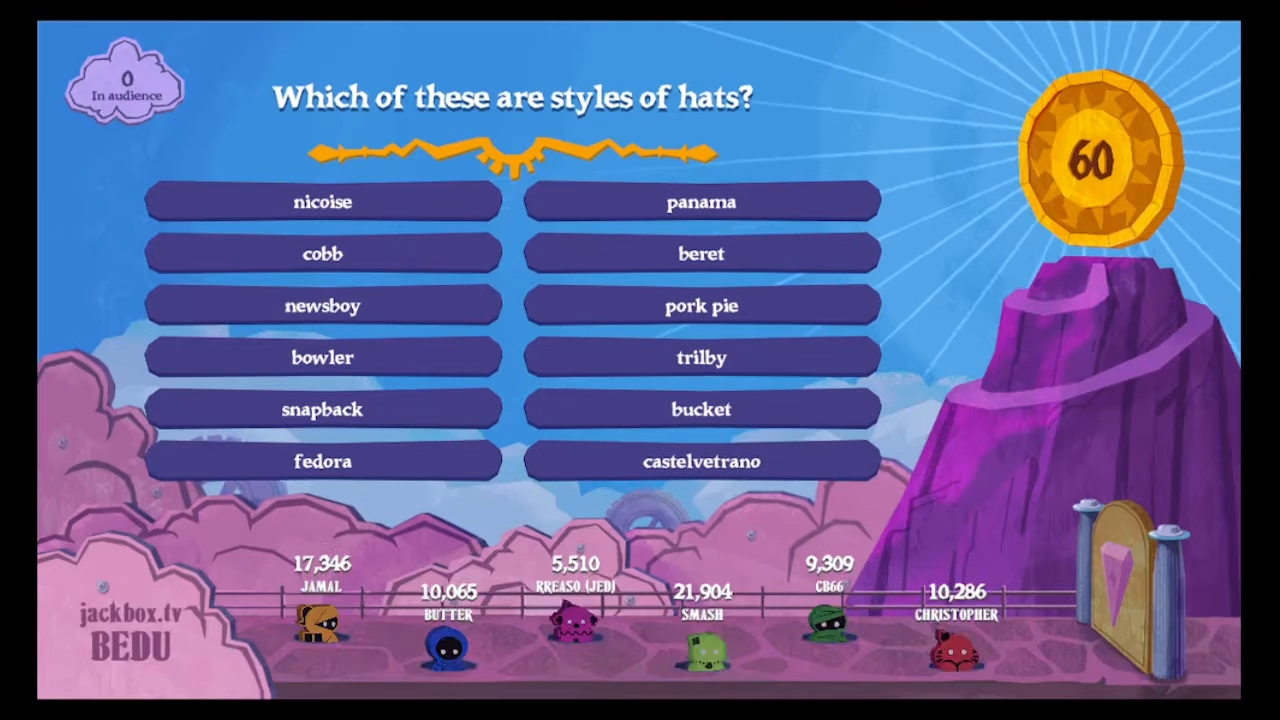 0
In audience
Which of these are styles of hats?
60
nicoise
panama
cobb
beret
newsboy
pork pie
bowler
trilby
snapback
bucket
fedora
castelvetrano
17,346
JAMAL
10,065
BUTTER
5,510
RREASO (JED)
21,904
SMASH
9,309
CB66
10,286
CHRISTOPHER
jackbox.tv
BEDU